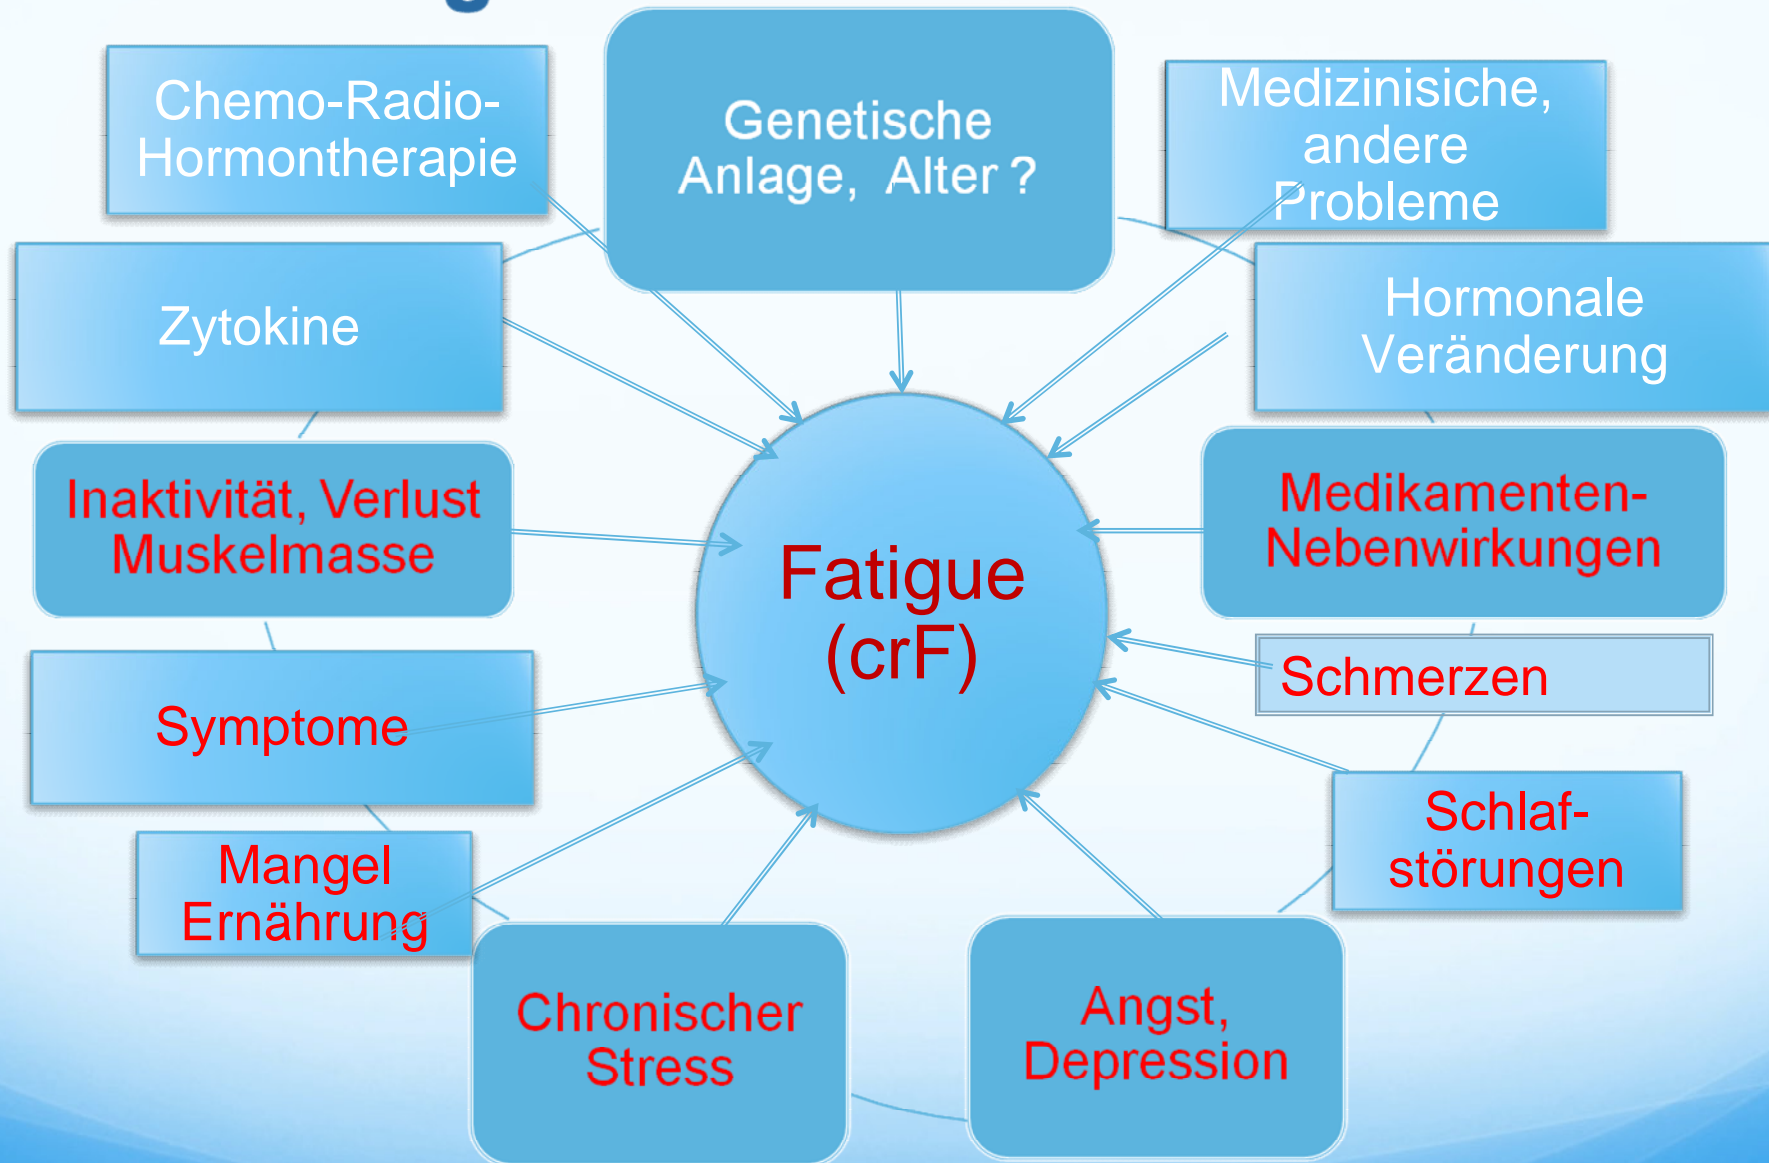 Chemo-Radio-
Hormontherapie
Genetische
Anlage, Alter ?
Medizinisiche,
andere
Probleme
Zytokine
Hormonale
Veränderung
Inaktivität, Verlust
Muskelmasse
Medikamenten-
Nebenwirkungen
Fatigue
(crF)
Schmerzen
Symptome
Schlaf-
störungen
Mangel
Ernährung
Chronischer
Stress
Angst,
Depression